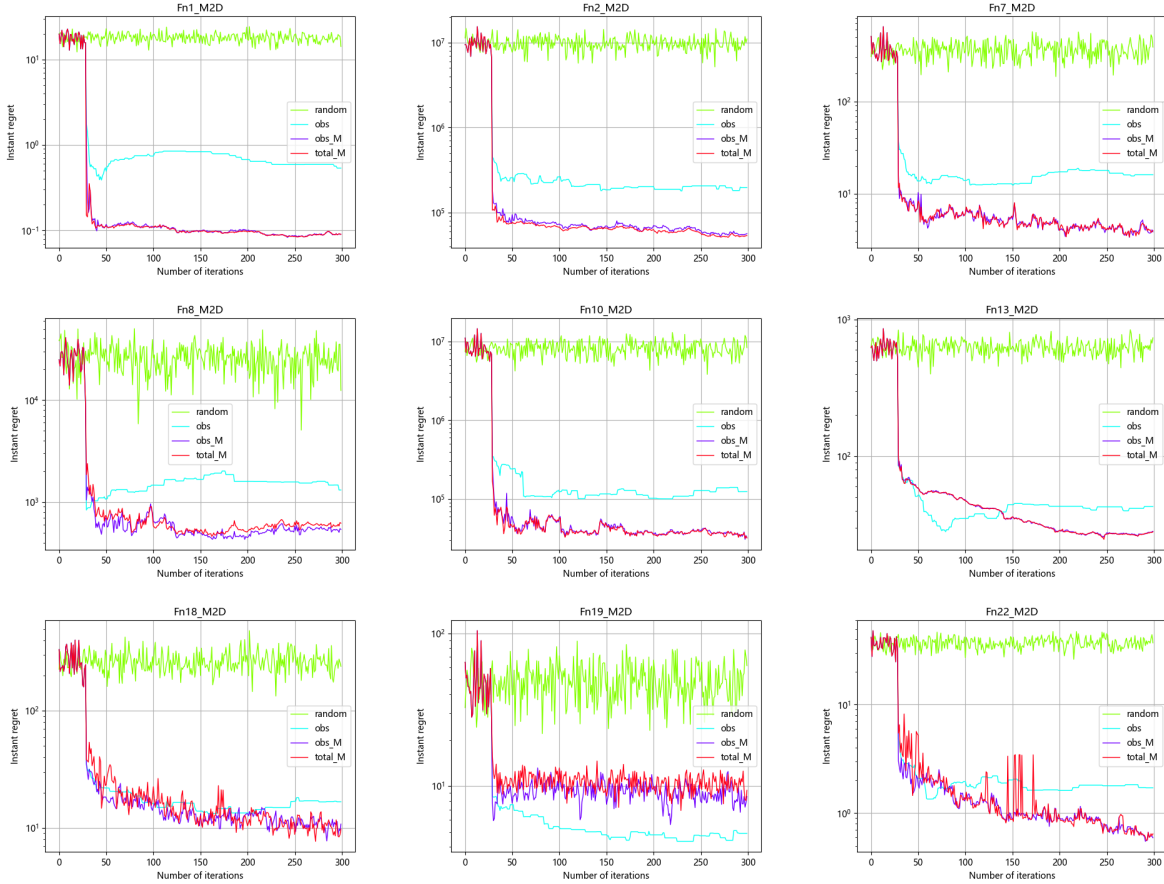 Fn1_M2D
Instant regret
10^1
10^0
10^-1
random
obs
obs_M
total_M
0 50 100 150 200 250 300
Number of iterations
Fn2_M2D
Instant regret
10^7
10^6
10^5
random
obs
obs_M
total_M
0 50 100 150 200 250 300
Number of iterations
Fn7_M2D
Instant regret
10^2
10^1
random
obs
obs_M
total_M
0 50 100 150 200 250 300
Number of iterations
Fn8_M2D
Instant regret
10^4
10^3
random
obs
obs_M
total_M
0 50 100 150 200 250 300
Number of iterations
Fn10_M2D
Instant regret
10^7
10^6
10^5
random
obs
obs_M
total_M
0 50 100 150 200 250 300
Number of iterations
Fn13_M2D
Instant regret
10^3
10^2
random
obs
obs_M
total_M
0 50 100 150 200 250 300
Number of iterations
Fn18_M2D
Instant regret
10^2
10^1
random
obs
obs_M
total_M
0 50 100 150 200 250 300
Number of iterations
Fn19_M2D
Instant regret
10^2
10^1
random
obs
obs_M
total_M
0 50 100 150 200 250 300
Number of iterations
Fn22_M2D
Instant regret
10^1
10^0
random
obs
obs_M
total_M
0 50 100 150 200 250 300
Number of iterations